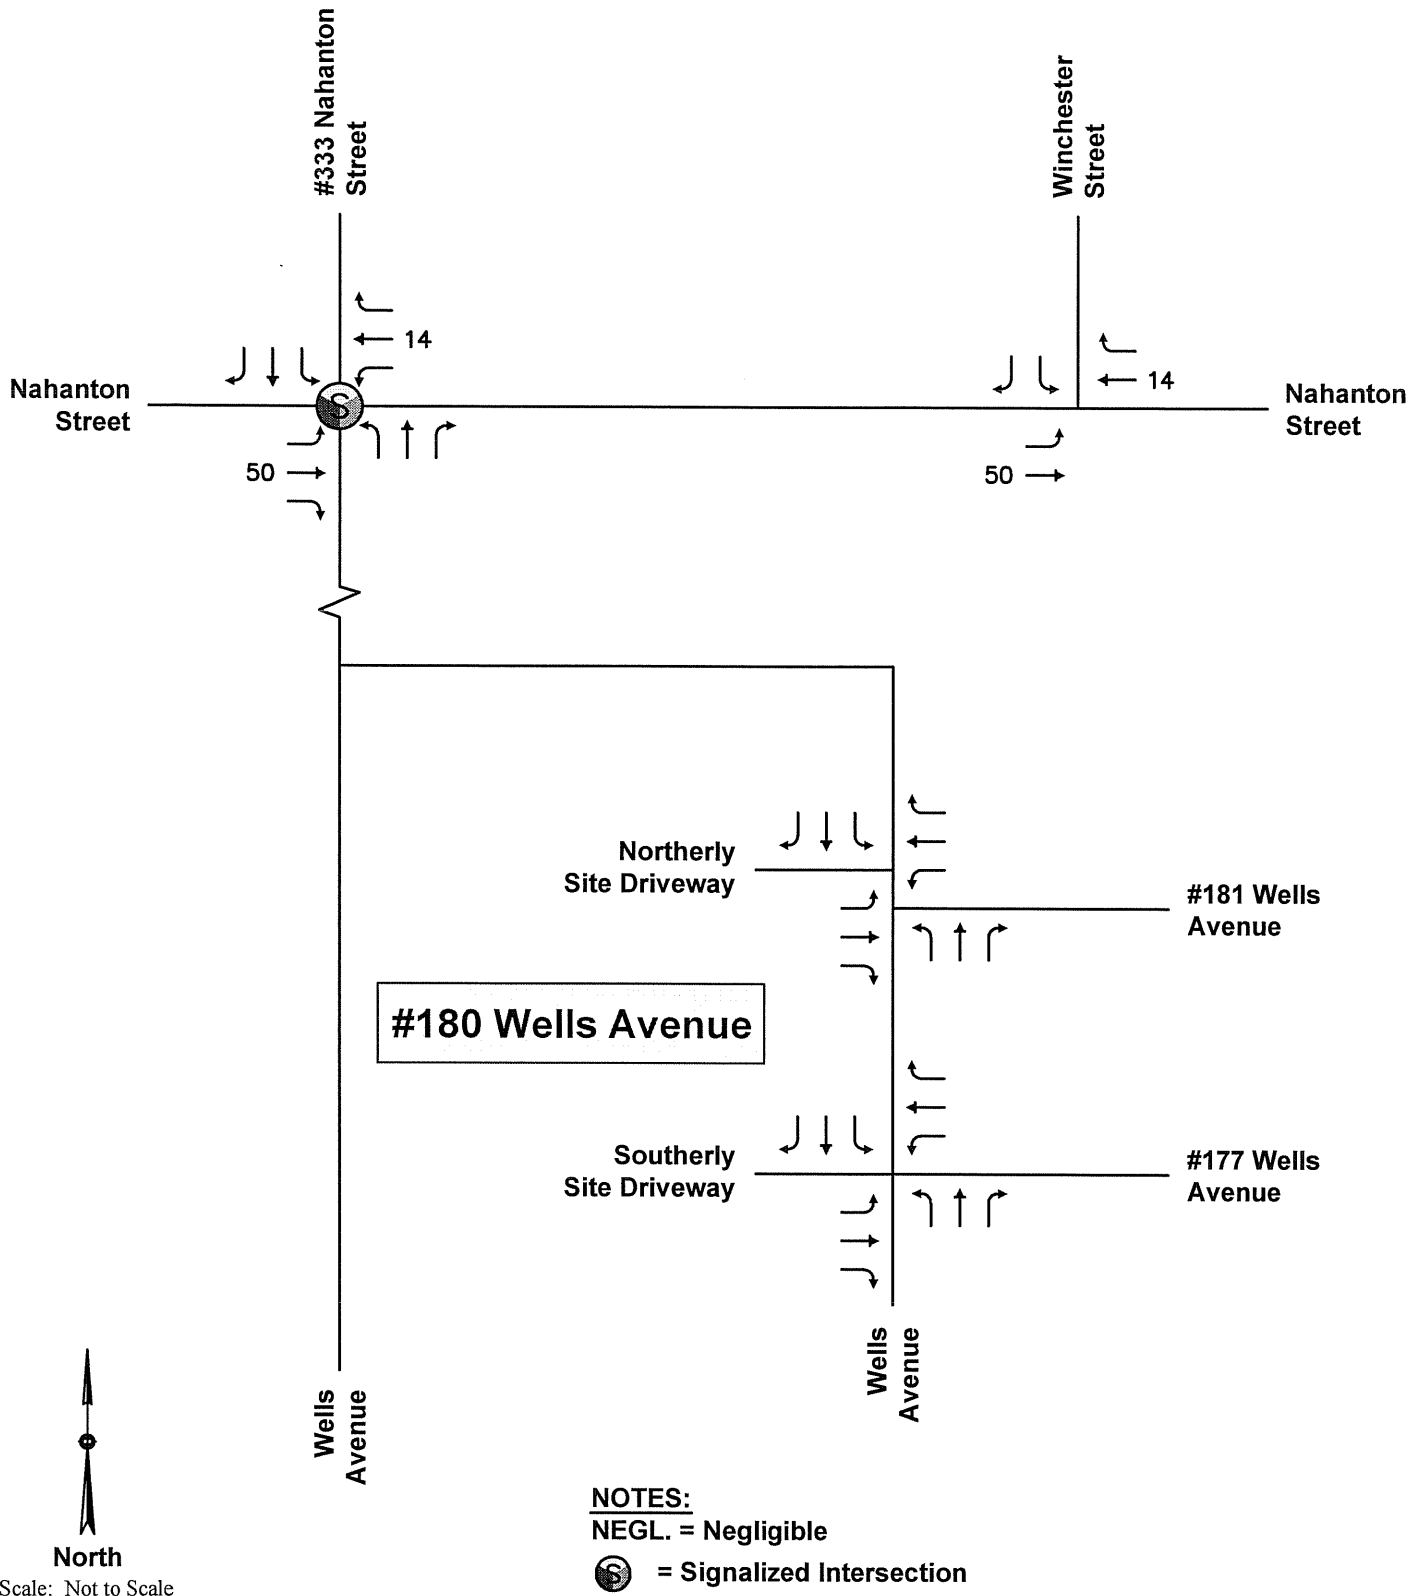 #333 Nahanton
Street
Winchester
Street
14
14
Nahanton
Street
S
Nahanton
Street
50
50
Northerly
Site Driveway
#181 Wells
Avenue
#180 Wells Avenue
Southerly
Site Driveway
#177 Wells
Avenue
Wells
Avenue
Wells
Avenue
NOTES:
NEGL. = Negligible
S = Signalized Intersection
North
Scale: Not to Scale